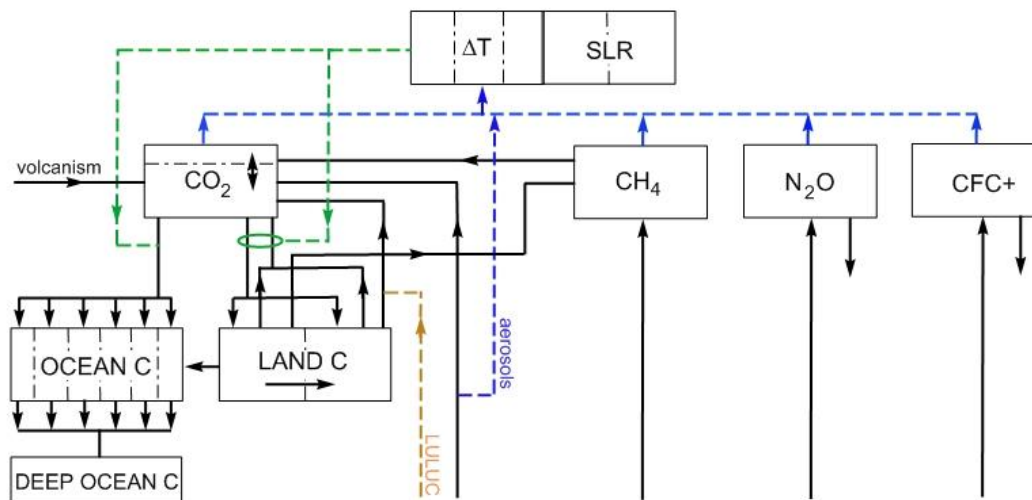 ΔT
SLR
volcanism
CO₂
CH₄
N₂O
CFC+
aerosols
OCEAN C
LAND C
LULUC
DEEP OCEAN C